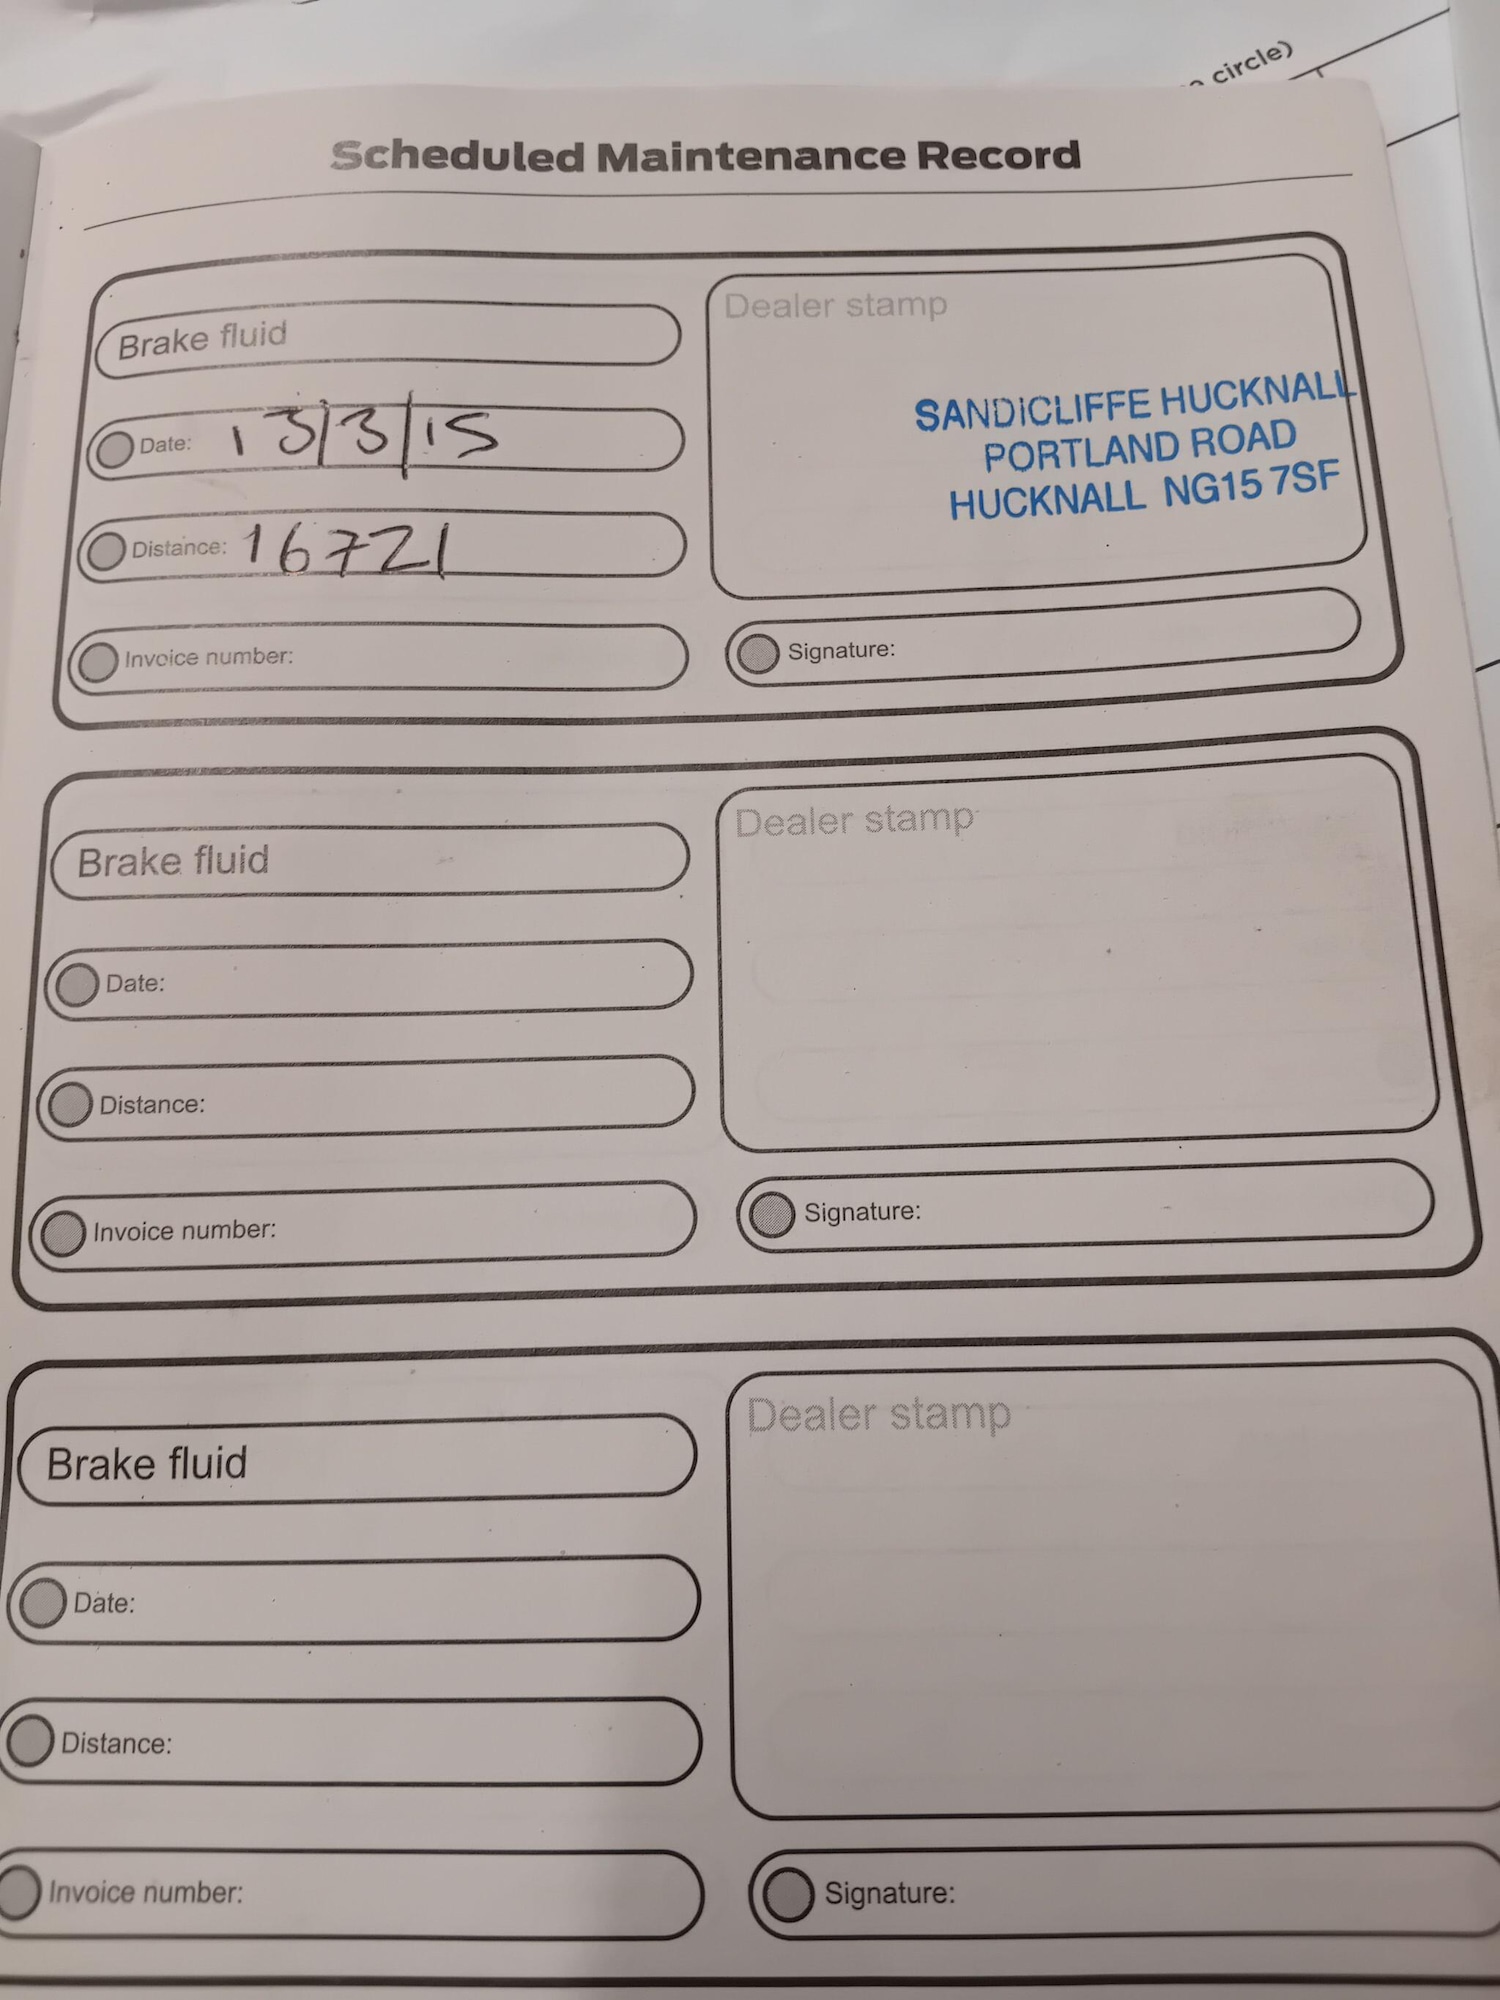 circle)
Scheduled Maintenance Record
Brake fluid
Date: 13/3/15
Distance: 16721
Invoice number:
Dealer stamp
SANDICLIFFE HUCKNALL
PORTLAND ROAD
HUCKNALL NG15 7SF
Signature:
Brake fluid
Date:
Distance:
Invoice number:
Dealer stamp
Signature:
Brake fluid
Date:
Distance:
Invoice number:
Dealer stamp
Signature: